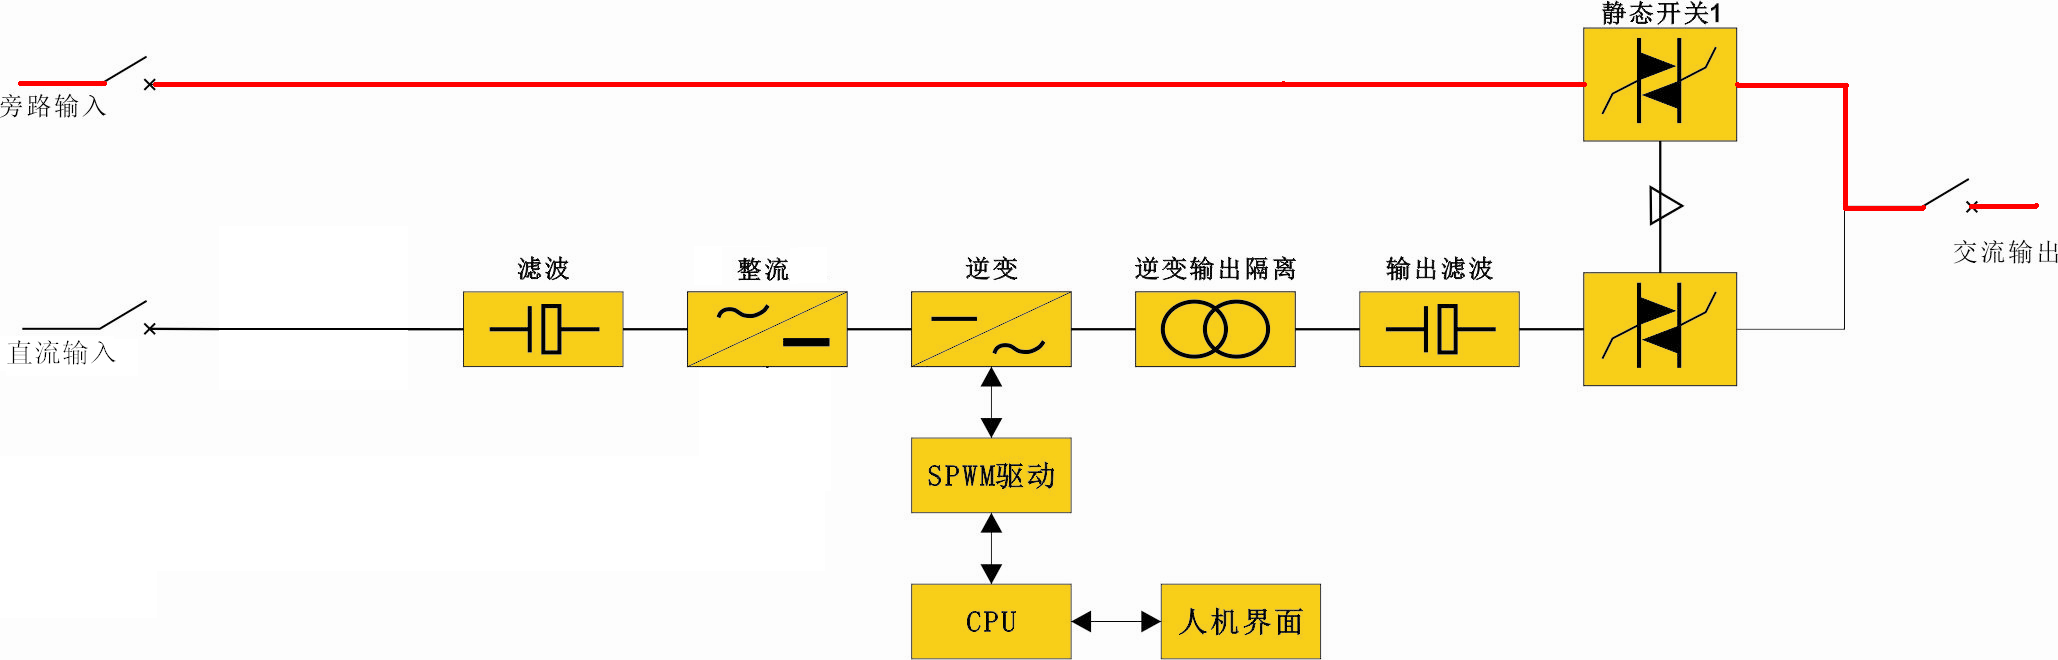 静态开关1
旁路输入
交流输出
滤波
整流
逆变
逆变输出隔离
输出滤波
直流输入
SPWM驱动
CPU
人机界面